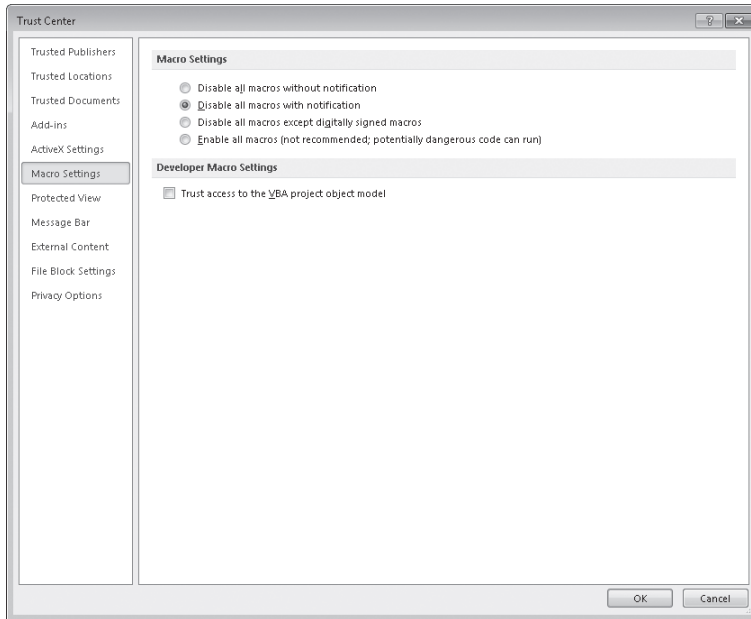 Trust Center
Trusted Publishers
Trusted Locations
Trusted Documents
Add-ins
ActiveX Settings
Macro Settings
Protected View
Message Bar
External Content
File Block Settings
Privacy Options
Macro Settings
Disable all macros without notification
Disable all macros with notification
Disable all macros except digitally signed macros
Enable all macros (not recommended; potentially dangerous code can run)
Developer Macro Settings
Trust access to the VBA project object model
OK Cancel